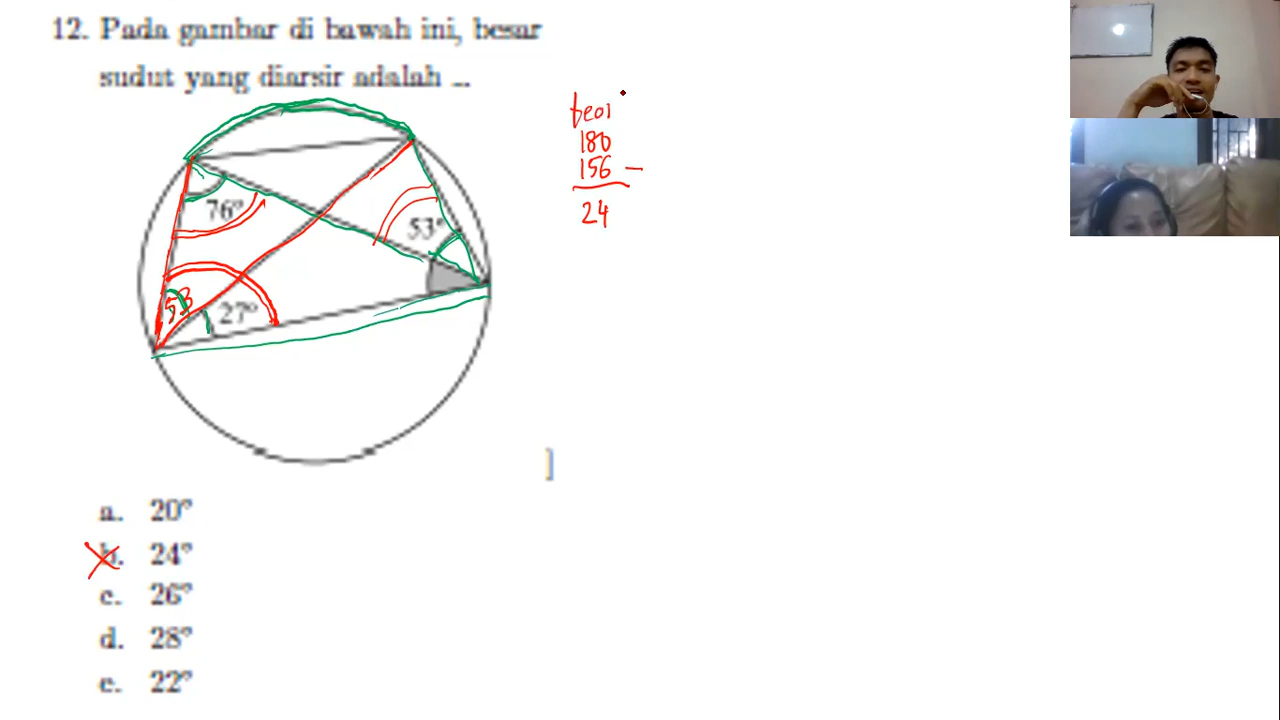 12. Pada gambar di bawah ini, besar
sudut yang diarsir adalah ...
teori
180
156 -
24
76°
53°
53
27°
]
a. 20°
b. 24°
c. 26°
d. 28°
e. 22°